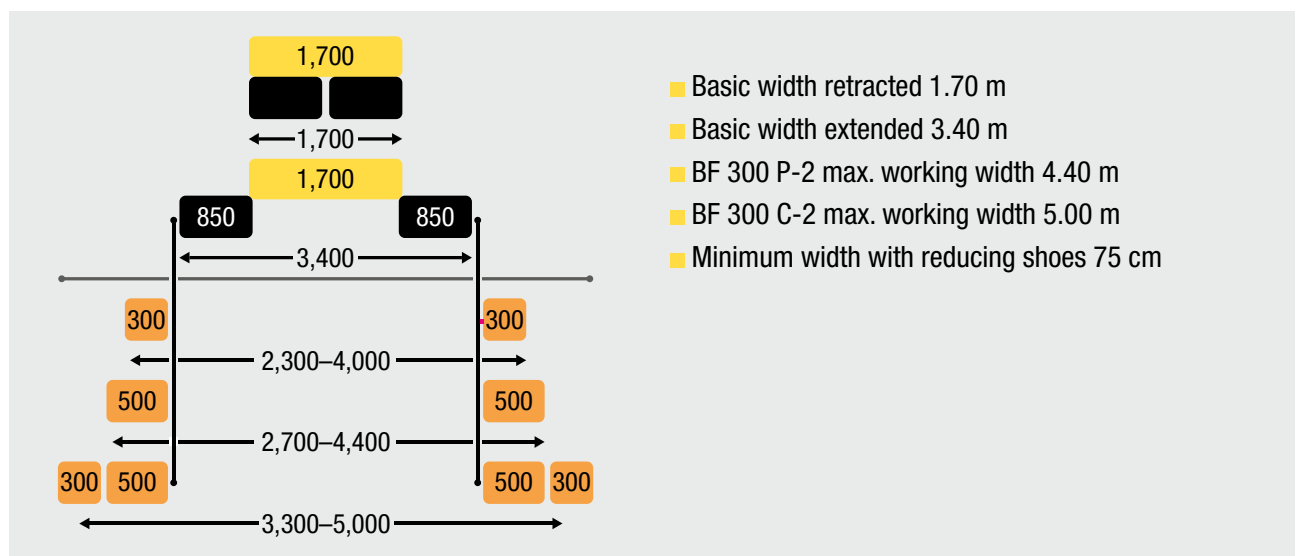 1,700
1,700
1,700
850 850
3,400
300 300
2,300–4,000
500 500
2,700–4,400
300 500 500 300
3,300–5,000
Basic width retracted 1.70 m
Basic width extended 3.40 m
BF 300 P-2 max. working width 4.40 m
BF 300 C-2 max. working width 5.00 m
Minimum width with reducing shoes 75 cm